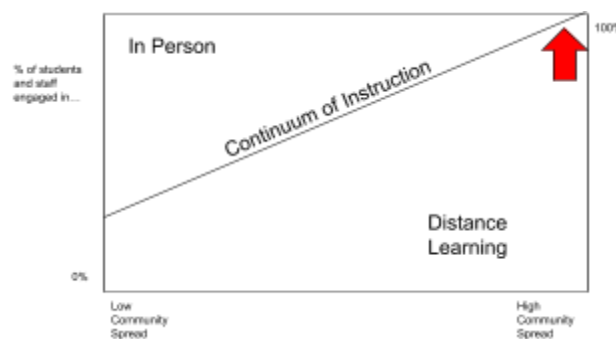 In Person
100%
% of students
and staff
engaged in...
Continuum of Instruction
Distance
Learning
0%
Low
Community
Spread
High
Community
Spread